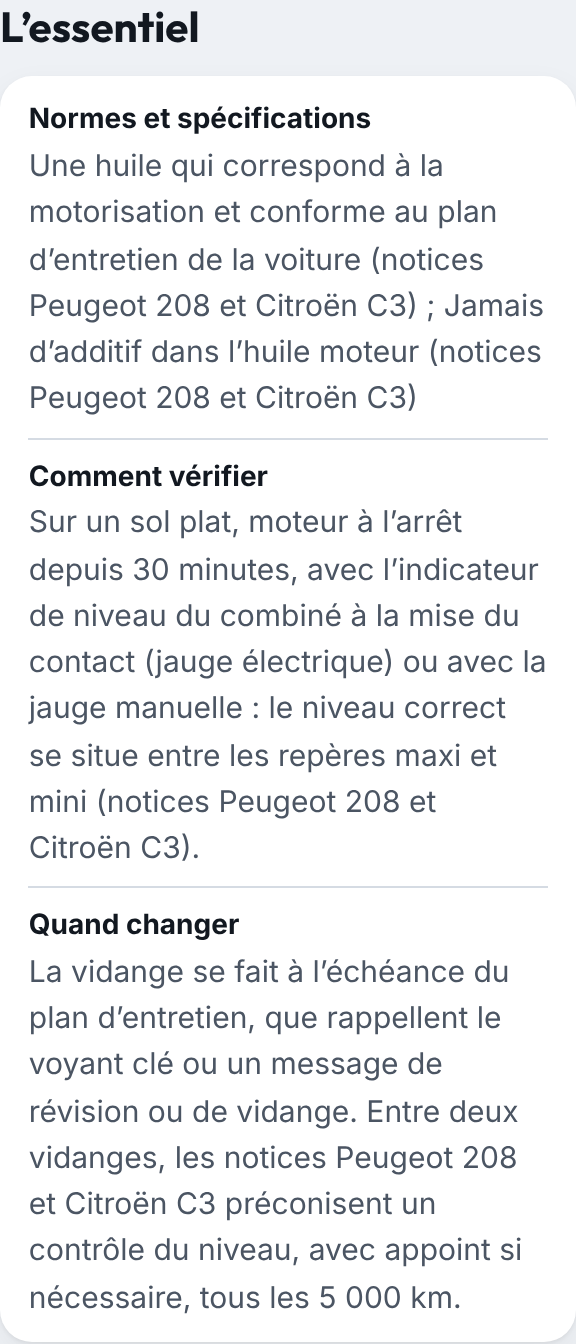 L’essentiel
Normes et spécifications
Une huile qui correspond à la
motorisation et conforme au plan
d’entretien de la voiture (notices
Peugeot 208 et Citroën C3) ; Jamais
d’additif dans l’huile moteur (notices
Peugeot 208 et Citroën C3)
Comment vérifier
Sur un sol plat, moteur à l’arrêt
depuis 30 minutes, avec l’indicateur
de niveau du combiné à la mise du
contact (jauge électrique) ou avec la
jauge manuelle : le niveau correct
se situe entre les repères maxi et
mini (notices Peugeot 208 et
Citroën C3).
Quand changer
La vidange se fait à l’échéance du
plan d’entretien, que rappellent le
voyant clé ou un message de
révision ou de vidange. Entre deux
vidanges, les notices Peugeot 208
et Citroën C3 préconisent un
contrôle du niveau, avec appoint si
nécessaire, tous les 5 000 km.